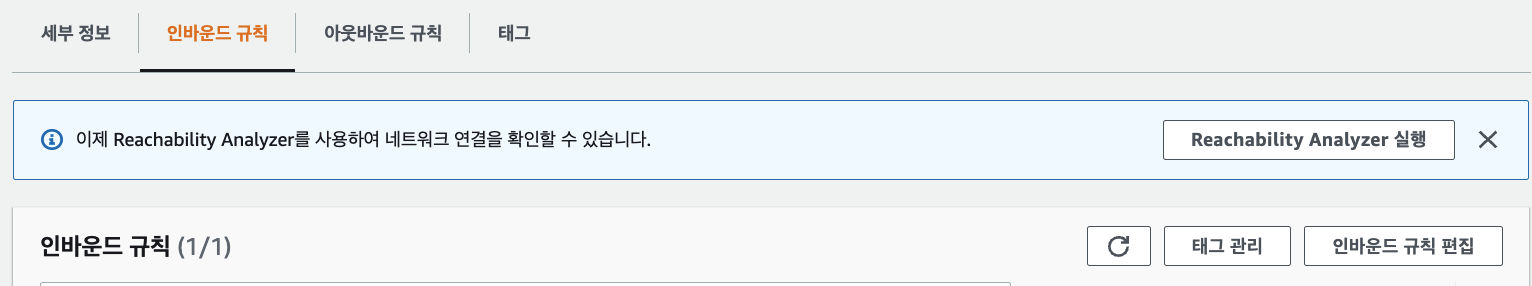 세부 정보 인바운드 규칙 아웃바운드 규칙 태그
이제 Reachability Analyzer를 사용하여 네트워크 연결을 확인할 수 있습니다. Reachability Analyzer 실행
인바운드 규칙 (1/1) 태그 관리 인바운드 규칙 편집